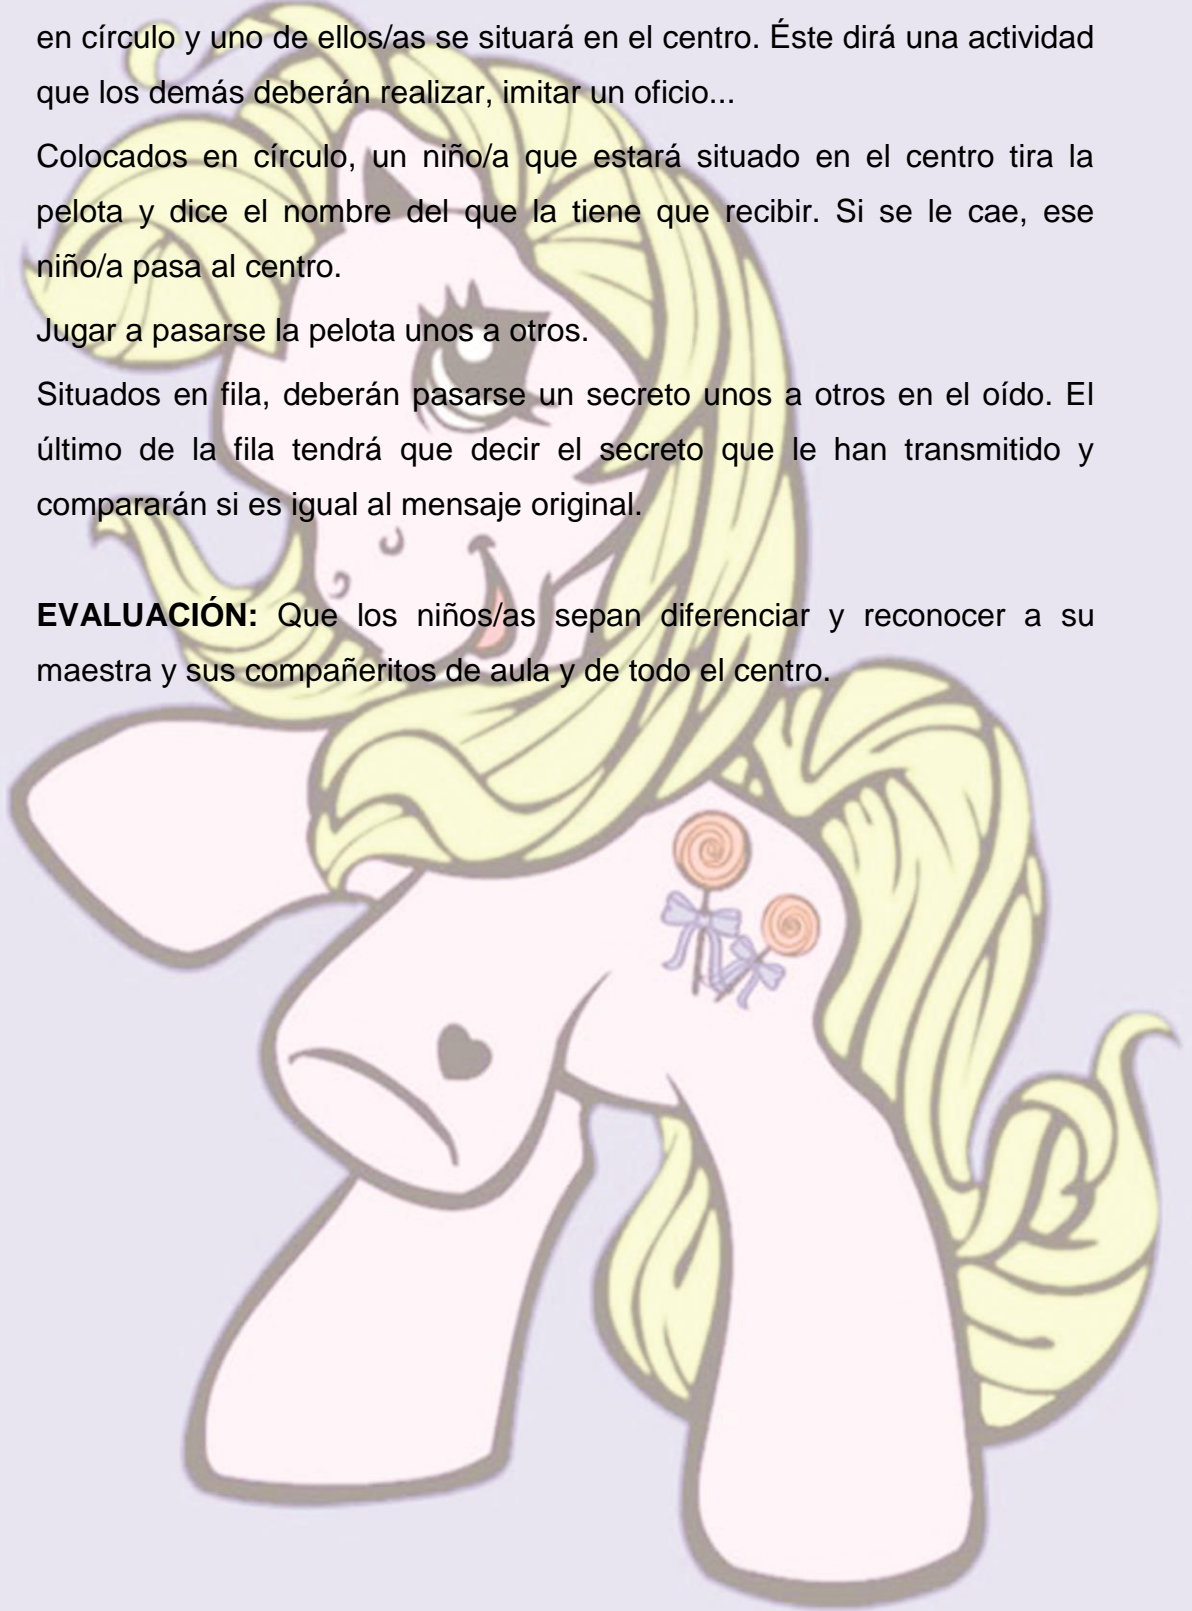 en círculo y uno de ellos/as se situará en el centro. Éste dirá una actividad
que los demás deberán realizar, imitar un oficio...
Colocados en círculo, un niño/a que estará situado en el centro tira la
pelota y dice el nombre del que la tiene que recibir. Si se le cae, ese
niño/a pasa al centro.
Jugar a pasarse la pelota unos a otros.
Situados en fila, deberán pasarse un secreto unos a otros en el oído. El
último de la fila tendrá que decir el secreto que le han transmitido y
compararán si es igual al mensaje original.
EVALUACIÓN: Que los niños/as sepan diferenciar y reconocer a su
maestra y sus compañeritos de aula y de todo el centro.